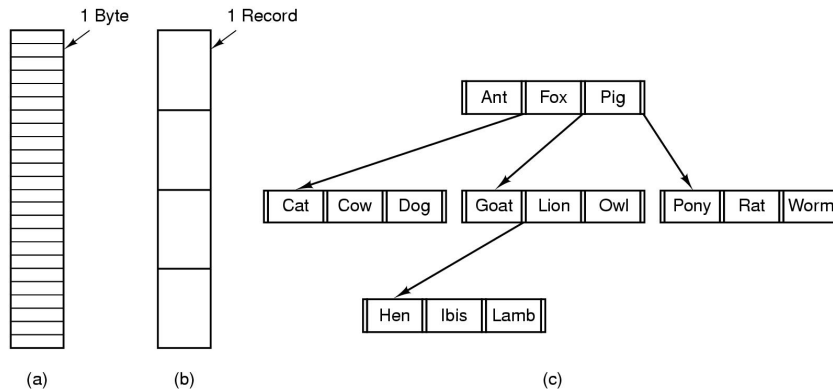 1 Byte
1 Record
Ant Fox Pig
Cat Cow Dog
Goat Lion Owl
Pony Rat Worm
Hen Ibis Lamb
(a)
(b)
(c)